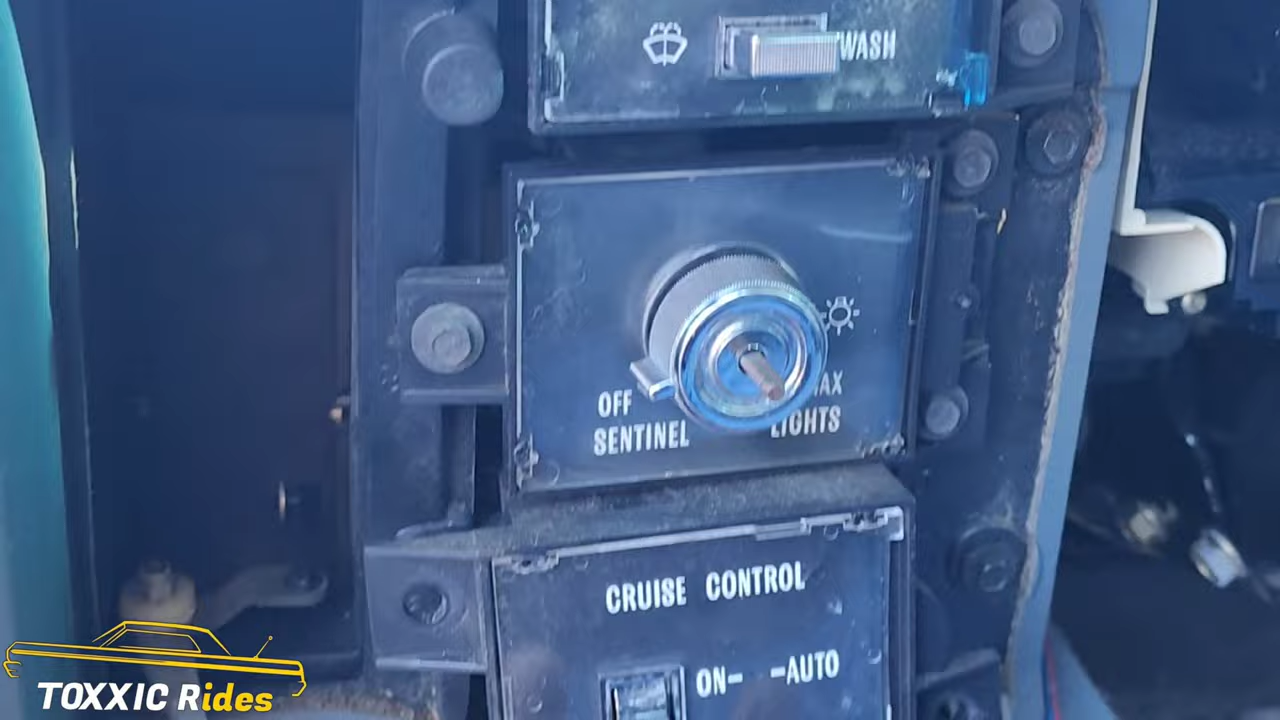 WASH
OFF
SENTINEL
LIGHTS
CRUISE CONTROL
ON- -AUTO
TOXXIC Rides